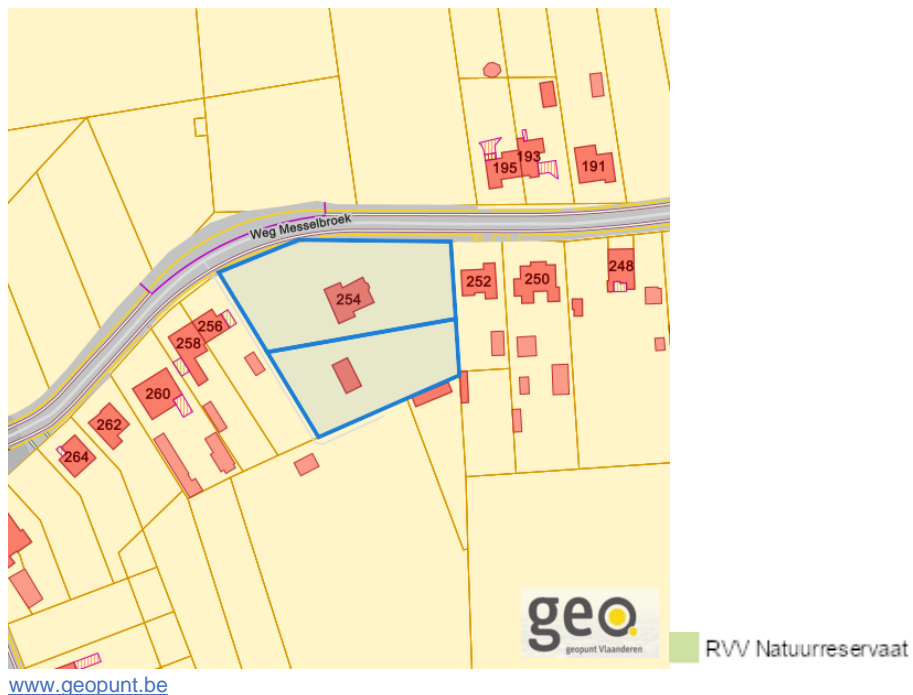 195
193
191
Weg Messelbroek
254
252
250
248
256
258
260
262
264
geo.
geopunt Vlaanderen
RVV Natuurreservaat
www.geopunt.be